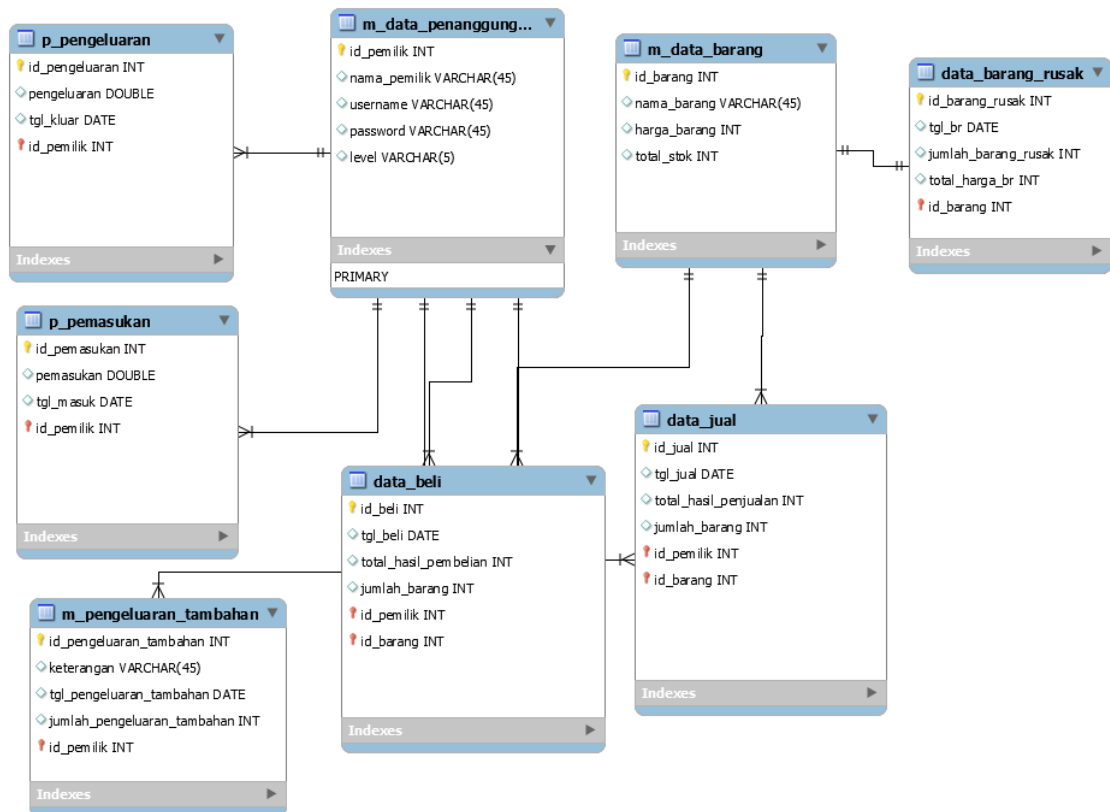 p_pengeluaran
id_pengeluaran INT
pengeluaran DOUBLE
tgl_kluar DATE
id_pemilik INT
Indexes
m_data_penanggung...
id_pemilik INT
nama_pemilik VARCHAR(45)
username VARCHAR(45)
password VARCHAR(45)
level VARCHAR(5)
Indexes
PRIMARY
m_data_barang
id_barang INT
nama_barang VARCHAR(45)
harga_barang INT
total_stok INT
Indexes
data_barang_rusak
id_barang_rusak INT
tgl_br DATE
jumlah_barang_rusak INT
total_harga_br INT
id_barang INT
Indexes
p_pemasukan
id_pemasukan INT
pemasukan DOUBLE
tgl_masuk DATE
id_pemilik INT
Indexes
data_beli
id_beli INT
tgl_beli DATE
total_hasil_pembelian INT
jumlah_barang INT
id_pemilik INT
id_barang INT
Indexes
data_jual
id_jual INT
tgl_jual DATE
total_hasil_penjualan INT
jumlah_barang INT
id_pemilik INT
id_barang INT
Indexes
m_pengeluaran_tambahan
id_pengeluaran_tambahan INT
keterangan VARCHAR(45)
tgl_pengeluaran_tambahan DATE
jumlah_pengeluaran_tambahan INT
id_pemilik INT
Indexes